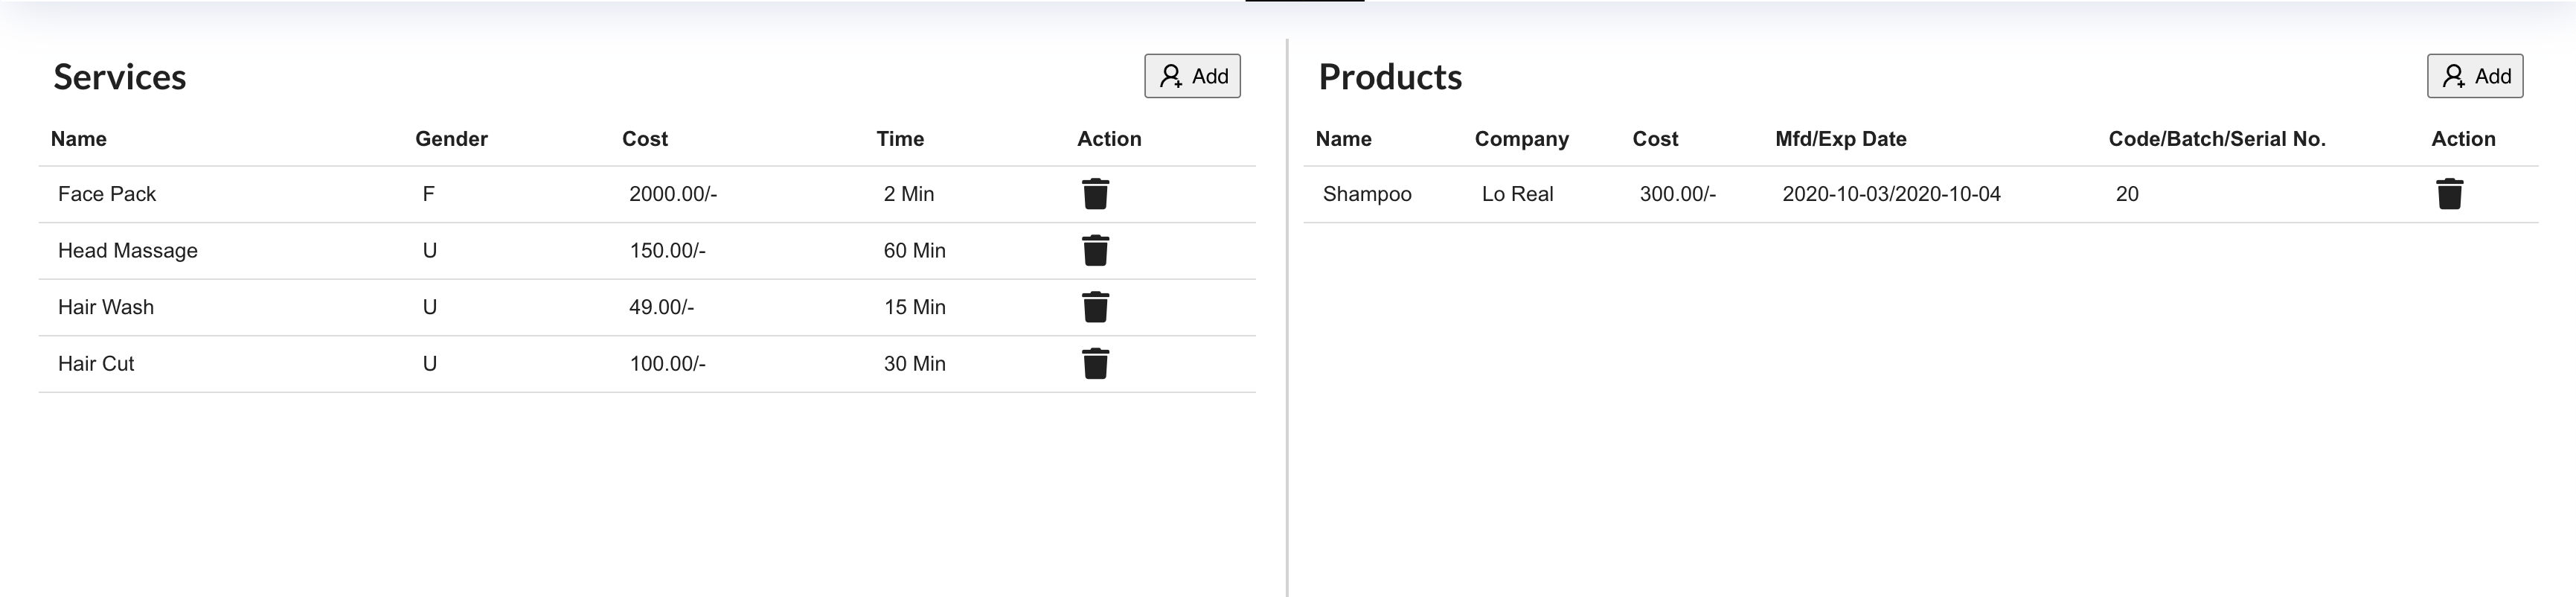 Services
Add
Name Gender Cost Time Action
Face Pack F 2000.00/- 2 Min
Head Massage U 150.00/- 60 Min
Hair Wash U 49.00/- 15 Min
Hair Cut U 100.00/- 30 Min
Products
Add
Name Company Cost Mfd/Exp Date Code/Batch/Serial No. Action
Shampoo Lo Real 300.00/- 2020-10-03/2020-10-04 20